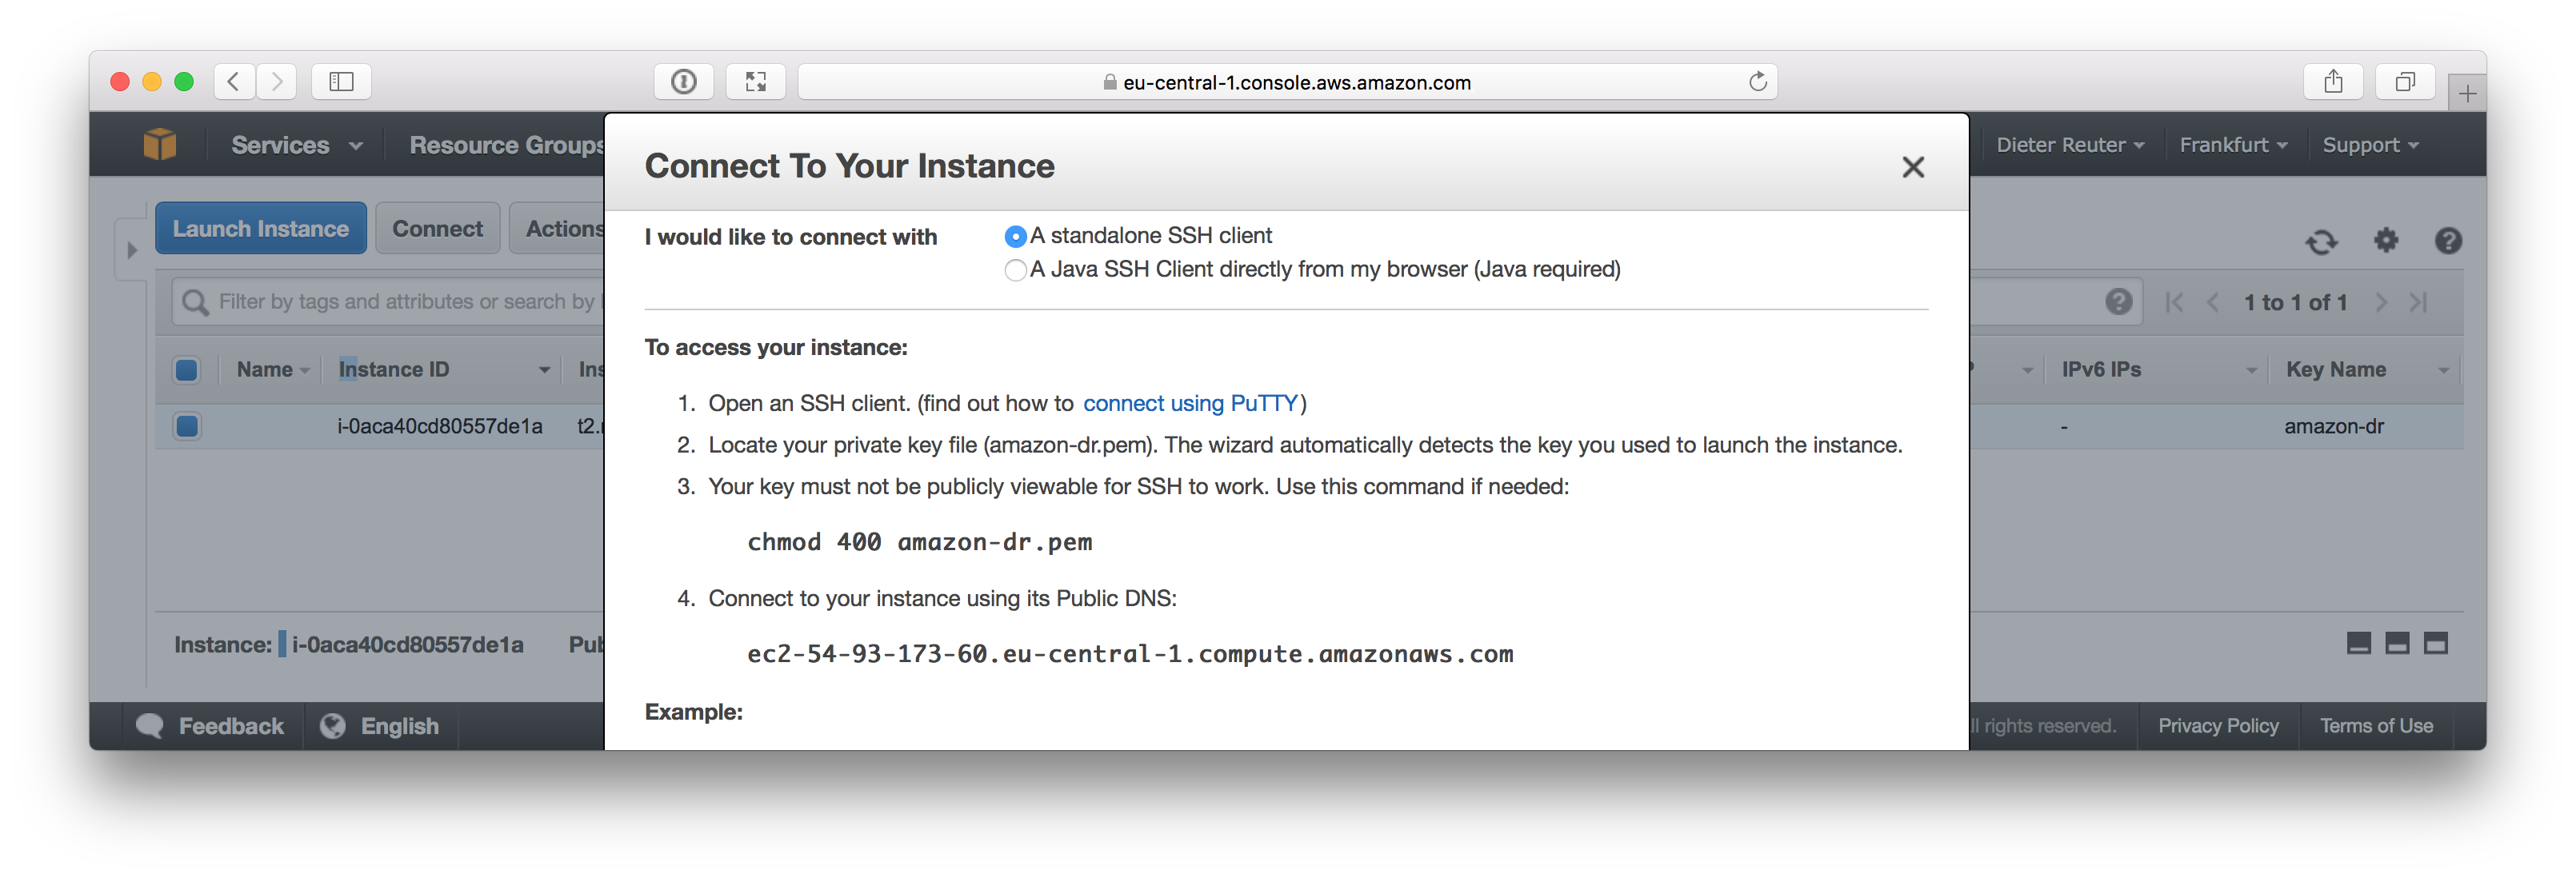 eu-central-1.console.aws.amazon.com
Services
Resource Groups
Dieter Reuter
Frankfurt
Support
Connect To Your Instance
Launch Instance
Connect
Actions
I would like to connect with
A standalone SSH client
A Java SSH Client directly from my browser (Java required)
Filter by tags and attributes or search by
1 to 1 of 1
To access your instance:
Name
Instance ID
Ins
IPv6 IPs
Key Name
1. Open an SSH client. (find out how to connect using PuTTY)
i-0aca40cd80557de1a
t2.
-
amazon-dr
2. Locate your private key file (amazon-dr.pem). The wizard automatically detects the key you used to launch the instance.
3. Your key must not be publicly viewable for SSH to work. Use this command if needed:
chmod 400 amazon-dr.pem
4. Connect to your instance using its Public DNS:
Instance: i-0aca40cd80557de1a
Pub
ec2-54-93-173-60.eu-central-1.compute.amazonaws.com
Example:
Feedback
English
ll rights reserved.
Privacy Policy
Terms of Use